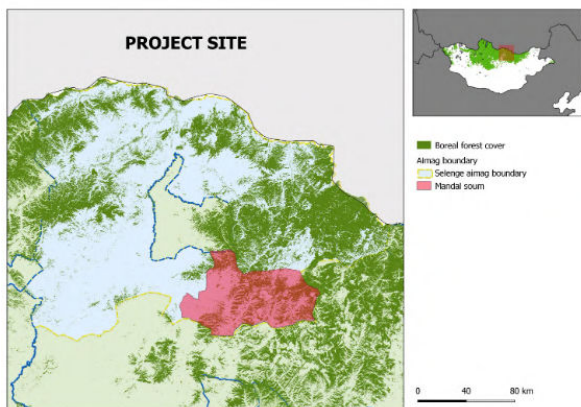 PROJECT SITE
Boreal forest cover
Aimag boundary
Selenge aimag boundary
Mandal soum
0 40 80 km